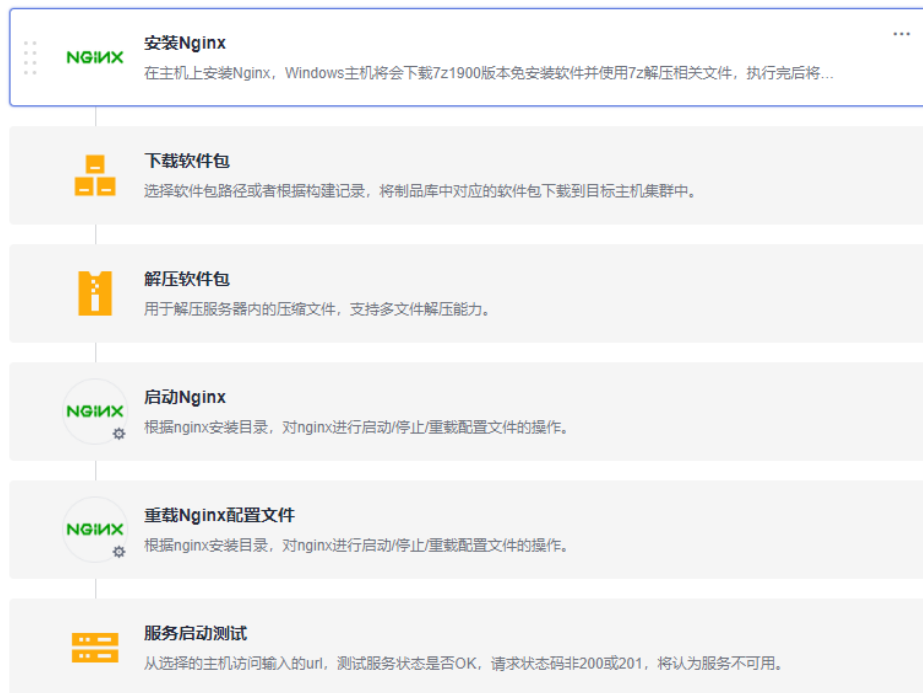 NGINX
安装Nginx
在主机上安装Nginx，Windows主机将会下载7z1900版本免安装软件并使用7z解压相关文件，执行完后将...
下载软件包
选择软件包路径或者根据构建记录，将制品库中对应的软件包下载到目标主机集群中。
解压软件包
用于解压服务器内的压缩文件，支持多文件解压能力。
NGINX
启动Nginx
根据nginx安装目录，对nginx进行启动/停止/重载配置文件的操作。
NGINX
重载Nginx配置文件
根据nginx安装目录，对nginx进行启动/停止/重载配置文件的操作。
服务启动测试
从选择的主机访问输入的url，测试服务状态是否OK，请求状态码非200或201，将认为服务不可用。